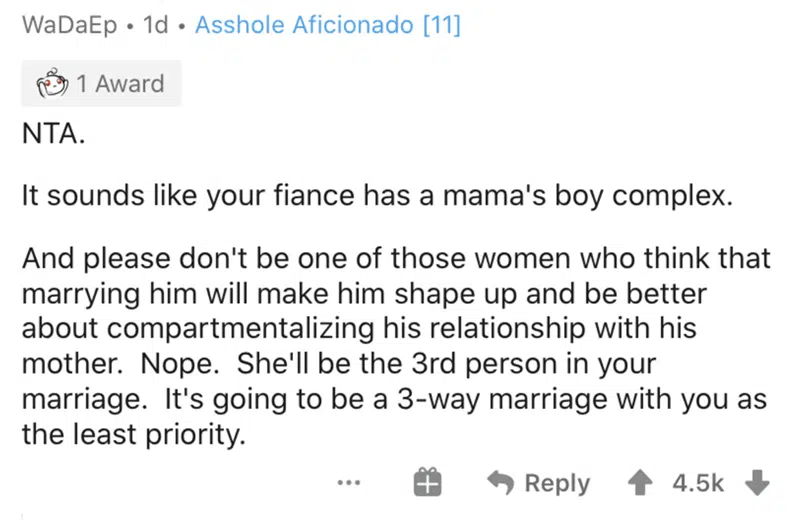 WaDaEp • 1d • Asshole Aficionado [11]
1 Award
NTA.
It sounds like your fiance has a mama's boy complex.
And please don't be one of those women who think that
marrying him will make him shape up and be better
about compartmentalizing his relationship with his
mother.  Nope.  She'll be the 3rd person in your
marriage.  It's going to be a 3-way marriage with you as
the least priority.
... Reply 4.5k